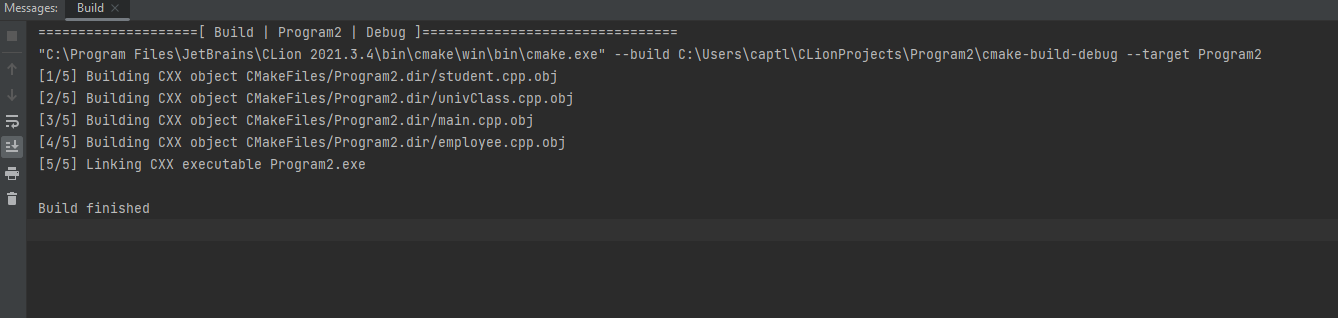 Messages: Build
====================[ Build | Program2 | Debug ]================================
"C:\Program Files\JetBrains\CLion 2021.3.4\bin\cmake\win\bin\cmake.exe" --build C:\Users\captl\CLionProjects\Program2\cmake-build-debug --target Program2
[1/5] Building CXX object CMakeFiles/Program2.dir/student.cpp.obj
[2/5] Building CXX object CMakeFiles/Program2.dir/univClass.cpp.obj
[3/5] Building CXX object CMakeFiles/Program2.dir/main.cpp.obj
[4/5] Building CXX object CMakeFiles/Program2.dir/employee.cpp.obj
[5/5] Linking CXX executable Program2.exe
Build finished